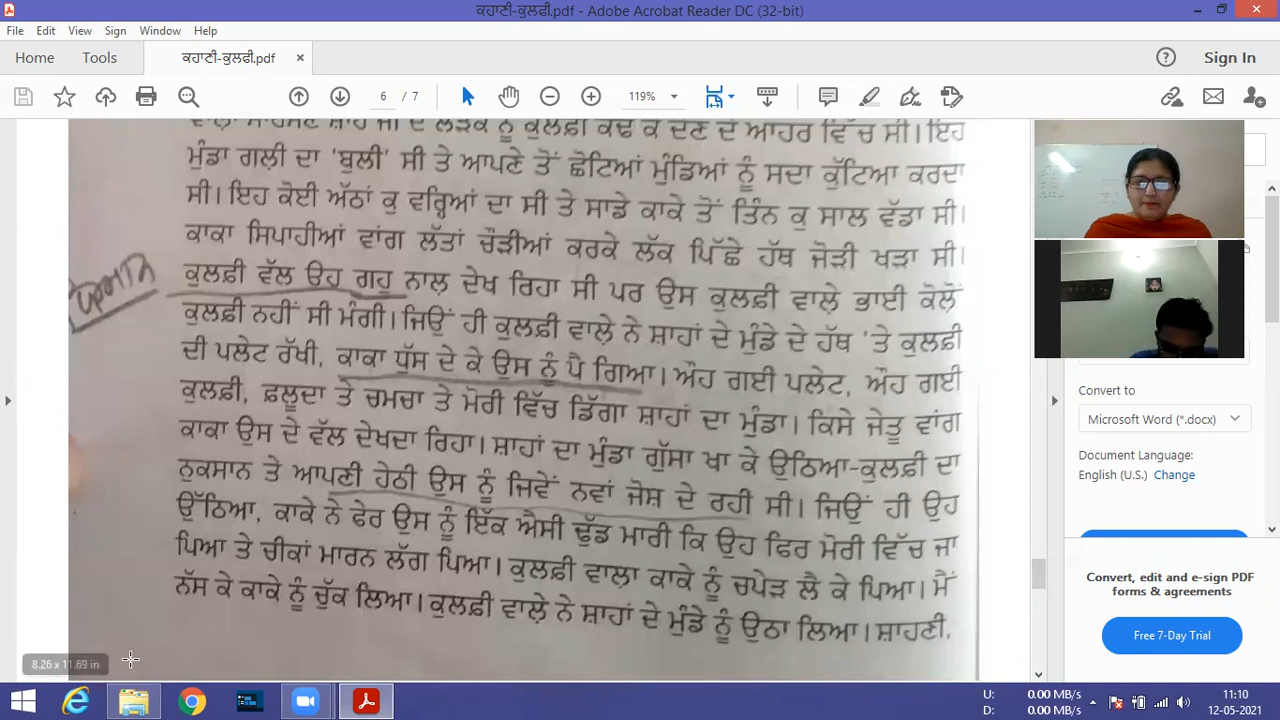 ਕਹਾਣੀ-ਕੁਲਫੀ.pdf - Adobe Acrobat Reader DC (32-bit)
File Edit View Sign Window Help
Home Tools ਕਹਾਣੀ-ਕੁਲਫੀ.pdf × Sign In
6 / 7 119%
ਜੀ ਦੇ ਲੜਕੇ ਨੂੰ ਕੁਲਫ਼ੀ ਕਢ ਕੇ ਦੇਣ ਦੇ ਆਹਰ ਵਿੱਚ ਸੀ। ਇਹ
ਮੁੰਡਾ ਗਲੀ ਦਾ ‘ਬੁਲੀ’ ਸੀ ਤੇ ਆਪਣੇ ਤੋਂ ਛੋਟਿਆਂ ਮੁੰਡਿਆਂ ਨੂੰ ਸਦਾ ਕੁੱਟਿਆ ਕਰਦਾ
ਸੀ। ਇਹ ਕੋਈ ਅੱਠਾਂ ਕੁ ਵਰ੍ਹਿਆਂ ਦਾ ਸੀ ਤੇ ਸਾਡੇ ਕਾਕੇ ਤੋਂ ਤਿੰਨ ਕੁ ਸਾਲ ਵੱਡਾ ਸੀ।
ਕਾਕਾ ਸਿਪਾਹੀਆਂ ਵਾਂਗ ਲੱਤਾਂ ਚੌੜੀਆਂ ਕਰਕੇ ਲੱਕ ਪਿੱਛੇ ਹੱਥ ਜੋੜੀ ਖੜਾ ਸੀ।
ਕੁਲਫ਼ੀ ਵੱਲ ਉਹ ਗਹੁ ਨਾਲ਼ ਦੇਖ ਰਿਹਾ ਸੀ ਪਰ ਉਸ ਕੁਲਫ਼ੀ ਵਾਲ਼ੇ ਭਾਈ ਕੋਲੋਂ
ਕੁਲਫ਼ੀ ਨਹੀਂ ਸੀ ਮੰਗੀ। ਜਿਉਂ ਹੀ ਕੁਲਫ਼ੀ ਵਾਲ਼ੇ ਨੇ ਸ਼ਾਹਾਂ ਦੇ ਮੁੰਡੇ ਦੇ ਹੱਥ ’ਤੇ ਕੁਲਫ਼ੀ
ਦੀ ਪਲੇਟ ਰੱਖੀ, ਕਾਕਾ ਧੁੱਸ ਦੇ ਕੇ ਉਸ ਨੂੰ ਪੈ ਗਿਆ। ਔਹ ਗਈ ਪਲੇਟ, ਔਹ ਗਈ
ਕੁਲਫ਼ੀ, ਫ਼ਲੂਦਾ ਤੇ ਚਮਚਾ ਤੇ ਮੋਰੀ ਵਿੱਚ ਡਿੱਗਾ ਸ਼ਾਹਾਂ ਦਾ ਮੁੰਡਾ। ਕਿਸੇ ਜੇਤੂ ਵਾਂਗ
ਕਾਕਾ ਉਸ ਦੇ ਵੱਲ ਦੇਖਦਾ ਰਿਹਾ। ਸ਼ਾਹਾਂ ਦਾ ਮੁੰਡਾ ਗੁੱਸਾ ਖਾ ਕੇ ਉਠਿਆ-ਕੁਲਫ਼ੀ ਦਾ
ਨੁਕਸਾਨ ਤੇ ਆਪਣੀ ਹੇਠੀ ਉਸ ਨੂੰ ਜਿਵੇਂ ਨਵਾਂ ਜੋਸ਼ ਦੇ ਰਹੀ ਸੀ। ਜਿਉਂ ਹੀ ਉਹ
ਉੱਠਿਆ, ਕਾਕੇ ਨੇ ਫੇਰ ਉਸ ਨੂੰ ਇੱਕ ਐਸੀ ਢੁੱਡ ਮਾਰੀ ਕਿ ਉਹ ਫਿਰ ਮੋਰੀ ਵਿੱਚ ਜਾ
ਪਿਆ ਤੇ ਚੀਕਾਂ ਮਾਰਨ ਲੱਗ ਪਿਆ। ਕੁਲਫ਼ੀ ਵਾਲ਼ਾ ਕਾਕੇ ਨੂੰ ਚਪੇੜ ਲੈ ਕੇ ਪਿਆ। ਮੈਂ
ਨੱਸ ਕੇ ਕਾਕੇ ਨੂੰ ਚੁੱਕ ਲਿਆ। ਕੁਲਫ਼ੀ ਵਾਲ਼ੇ ਨੇ ਸ਼ਾਹਾਂ ਦੇ ਮੁੰਡੇ ਨੂੰ ਉਠਾ ਲਿਆ। ਸ਼ਾਹਣੀ,
8.26 x 11.69 in
Convert to
Microsoft Word (*.docx)
Document Language:
English (U.S.) Change
Convert, edit and e-sign PDF
forms & agreements
Free 7-Day Trial
U: 0.00 MB/s
D: 0.00 MB/s
11:10
12-05-2021